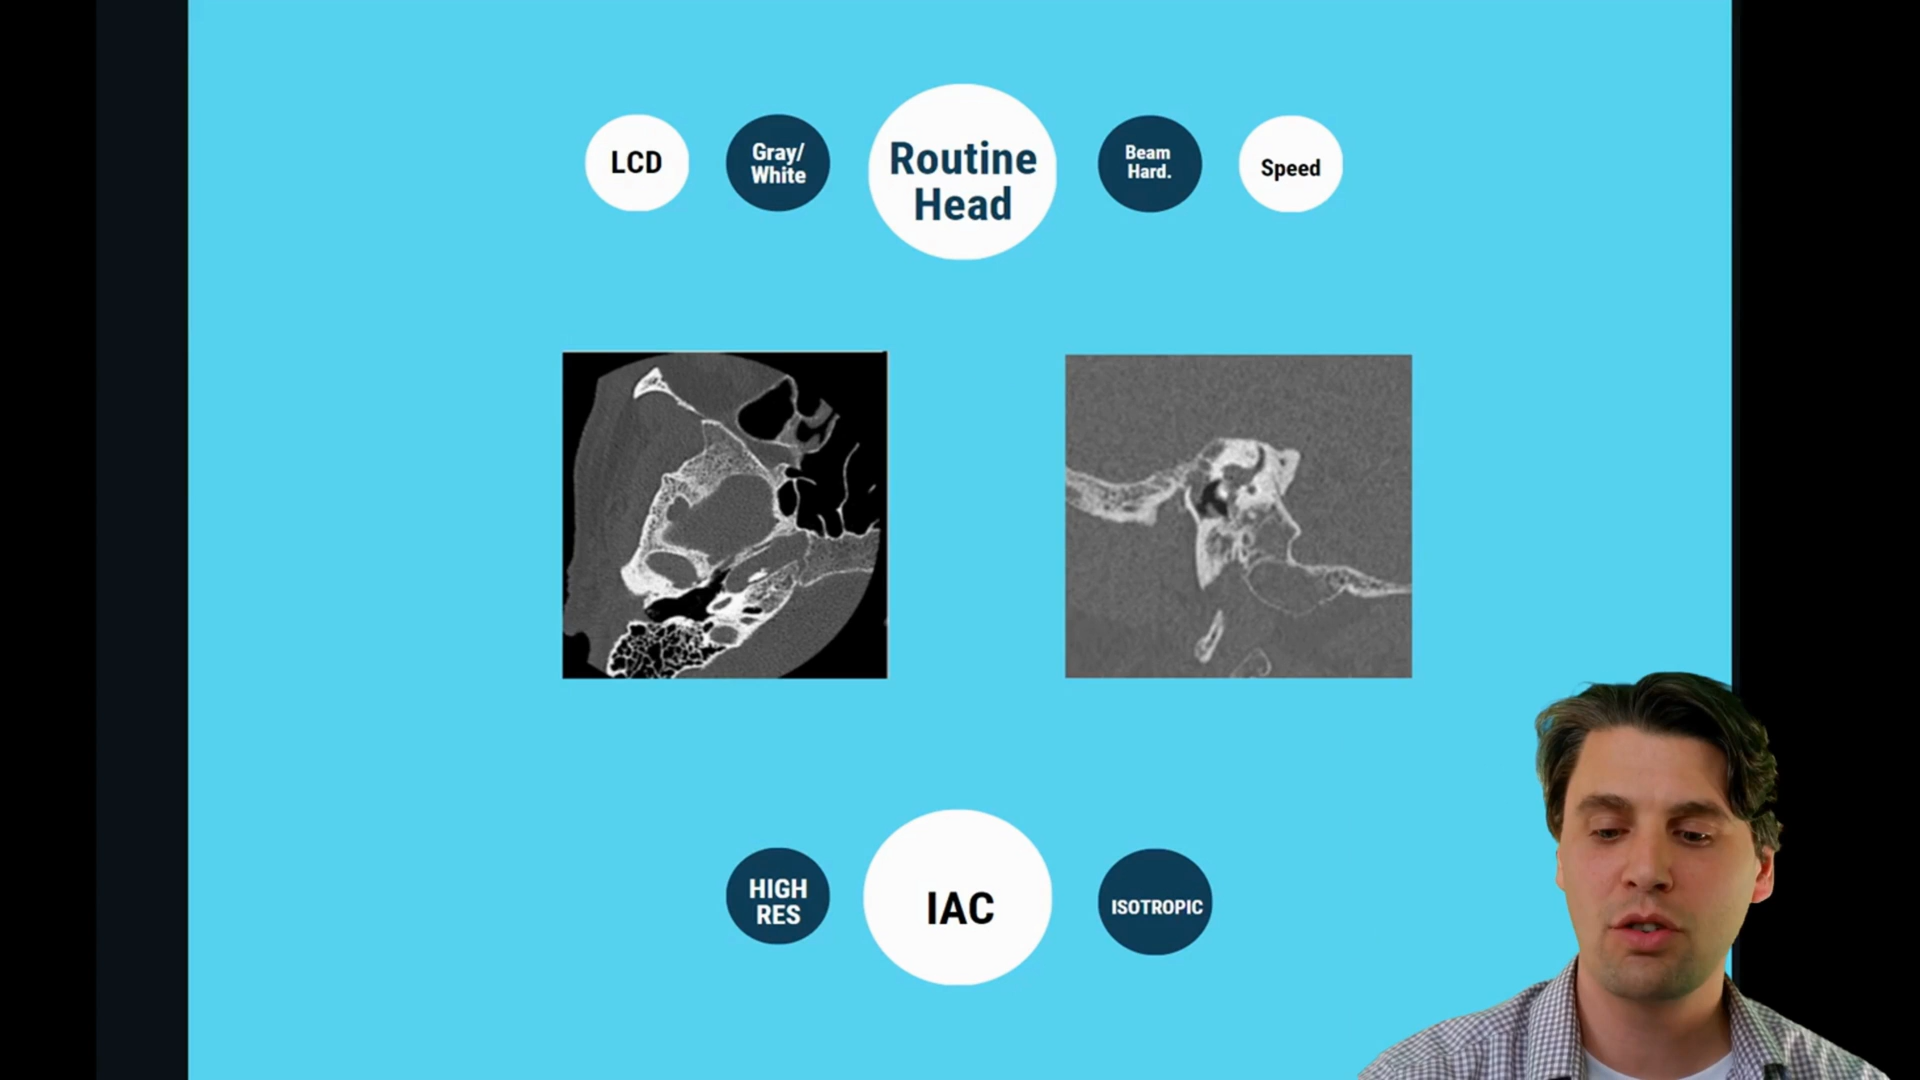 LCD
Gray/
White
Routine
Head
Beam
Hard.
Speed
HIGH
RES
IAC
ISOTROPIC